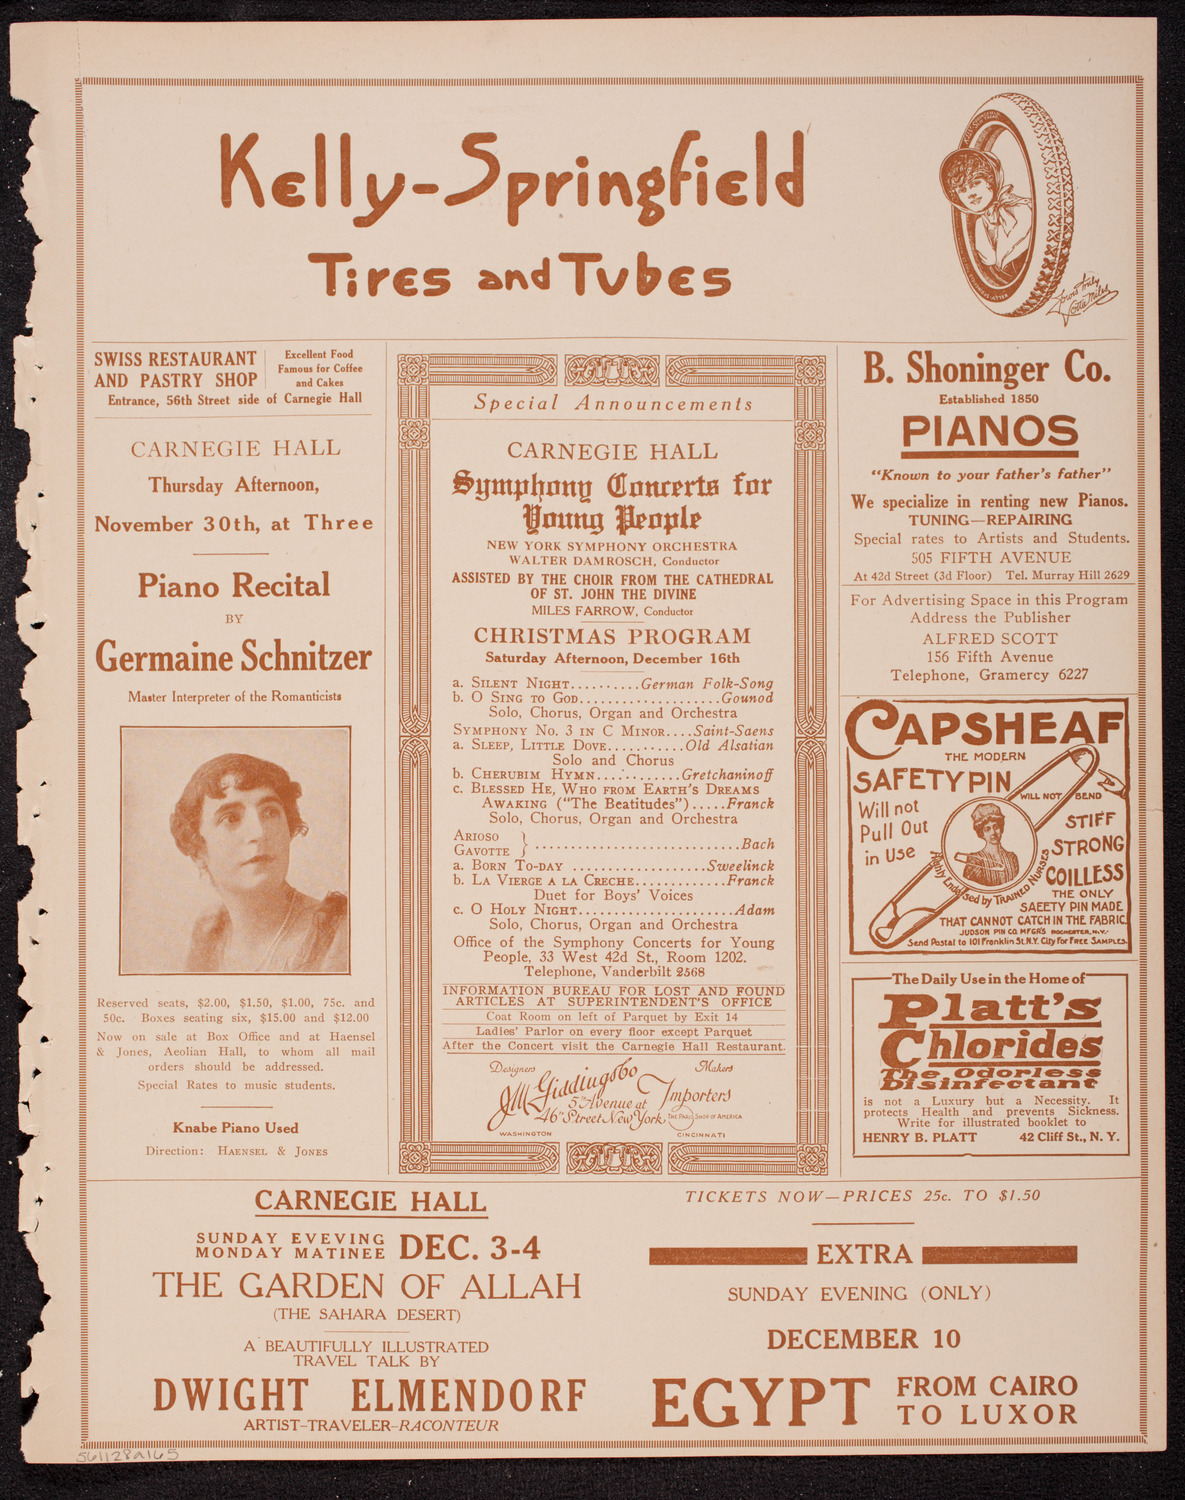 Kelly-Springfield
Tires and Tubes
Yours truly
Lotta Miles
SWISS RESTAURANT
AND PASTRY SHOP
Excellent Food
Famous for Coffee
and Cakes
Entrance, 56th Street side of Carnegie Hall
CARNEGIE HALL
Thursday Afternoon,
November 30th, at Three
Piano Recital
BY
Germaine Schnitzer
Master Interpreter of the Romanticists
Reserved seats, $2.00, $1.50, $1.00, 75c. and
50c. Boxes seating six, $15.00 and $12.00
Now on sale at Box Office and at Haensel
& Jones, Aeolian Hall, to whom all mail
orders should be addressed.
Special Rates to music students.
Knabe Piano Used
Direction: HAENSEL & JONES
Special Announcements
CARNEGIE HALL
Symphony Concerts for
Young People
NEW YORK SYMPHONY ORCHESTRA
WALTER DAMROSCH, Conductor
ASSISTED BY THE CHOIR FROM THE CATHEDRAL
OF ST. JOHN THE DIVINE
MILES FARROW, Conductor
CHRISTMAS PROGRAM
Saturday Afternoon, December 16th
a. SILENT NIGHT..........German Folk-Song
b. O SING TO GOD....................Gounod
Solo, Chorus, Organ and Orchestra
SYMPHONY NO. 3 IN C MINOR....Saint-Saens
a. SLEEP, LITTLE DOVE...........Old Alsatian
Solo and Chorus
b. CHERUBIM HYMN............Gretchaninoff
c. BLESSED HE, WHO FROM EARTH'S DREAMS
AWAKING ("The Beatitudes").....Franck
Solo, Chorus, Organ and Orchestra
ARIOSO
GAVOTTE } ..............................Bach
a. BORN TO-DAY ....................Sweelinck
b. LA VIERGE A LA CRECHE.............Franck
Duet for Boys' Voices
c. O HOLY NIGHT.......................Adam
Solo, Chorus, Organ and Orchestra
Office of the Symphony Concerts for Young
People, 33 West 42d St., Room 1202.
Telephone, Vanderbilt 2568
INFORMATION BUREAU FOR LOST AND FOUND
ARTICLES AT SUPERINTENDENT'S OFFICE
Coat Room on left of Parquet by Exit 14
Ladies' Parlor on every floor except Parquet
After the Concert visit the Carnegie Hall Restaurant.
Designers Makers
JM Giddings & Co Importers
5th Avenue at
46th Street New York. THE PARIS SHOP OF AMERICA
WASHINGTON CINCINNATI
B. Shoninger Co.
Established 1850
PIANOS
"Known to your father's father"
We specialize in renting new Pianos.
TUNING—REPAIRING
Special rates to Artists and Students.
505 FIFTH AVENUE
At 42d Street (3d Floor) Tel. Murray Hill 2629
For Advertising Space in this Program
Address the Publisher
ALFRED SCOTT
156 Fifth Avenue
Telephone, Gramercy 6227
CAPSHEAF
THE MODERN
SAFETY PIN
WILL NOT BEND
Will not
Pull Out
in Use
STIFF
STRONG
COILLESS
Highly Endorsed by TRAINED NURSES
THE ONLY
SAFETY PIN MADE
THAT CANNOT CATCH IN THE FABRIC.
JUDSON PIN CO. MFGRS. ROCHESTER, N.Y.
Send Postal to 101 Franklin St. N.Y. City for FREE SAMPLES.
The Daily Use in the Home of
Platt's
Chlorides
The Odorless
Disinfectant
is not a Luxury but a Necessity. It
protects Health and prevents Sickness.
Write for illustrated booklet to
HENRY B. PLATT 42 Cliff St., N. Y.
CARNEGIE HALL
SUNDAY EVEVING
MONDAY MATINEE
DEC. 3-4
THE GARDEN OF ALLAH
(THE SAHARA DESERT)
A BEAUTIFULLY ILLUSTRATED
TRAVEL TALK BY
DWIGHT ELMENDORF
ARTIST-TRAVELER-RACONTEUR
TICKETS NOW—PRICES 25c. TO $1.50
EXTRA
SUNDAY EVENING (ONLY)
DECEMBER 10
EGYPT
FROM CAIRO
TO LUXOR
561128a165